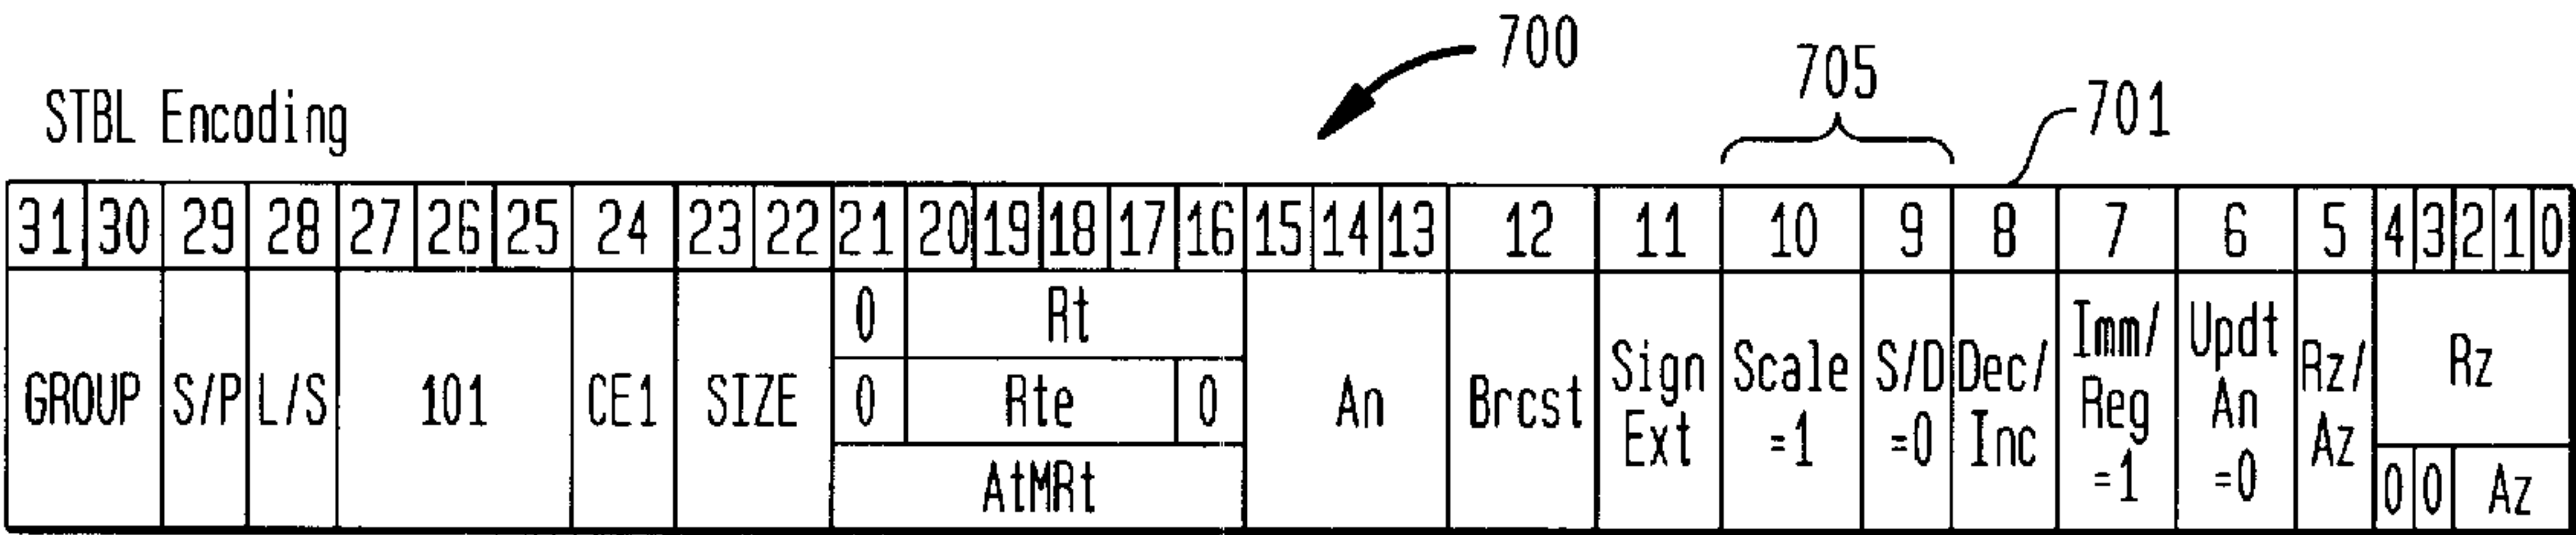 700
705
701
STBL Encoding
31 30 29 28 27 26 25 24 23 22 21 20 19 18 17 16 15 14 13 12 11 10 9 8 7 6 5 4 3 2 1 0
GROUP S/P L/S 101 CE1 SIZE
0 Rt
0 Rte 0
AtMRt
An Brcst
Sign
Ext
Scale
=1
S/D
=0
Dec/
Inc
Imm/
Reg
=1
Updt
An
=0
Rz/
Az
Rz
0 0 Az